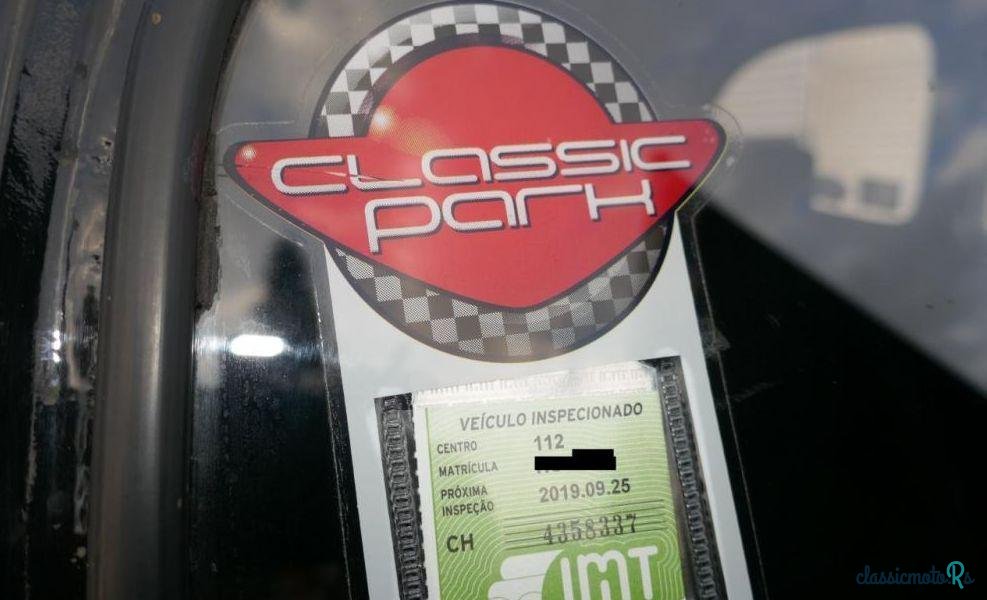 CLASSIC
PARK
VEÍCULO INSPECIONADO
CENTRO 112
MATRÍCULA
PRÓXIMA
INSPEÇÃO 2019.09.25
CH 4358337
IMT
classicmotoRs